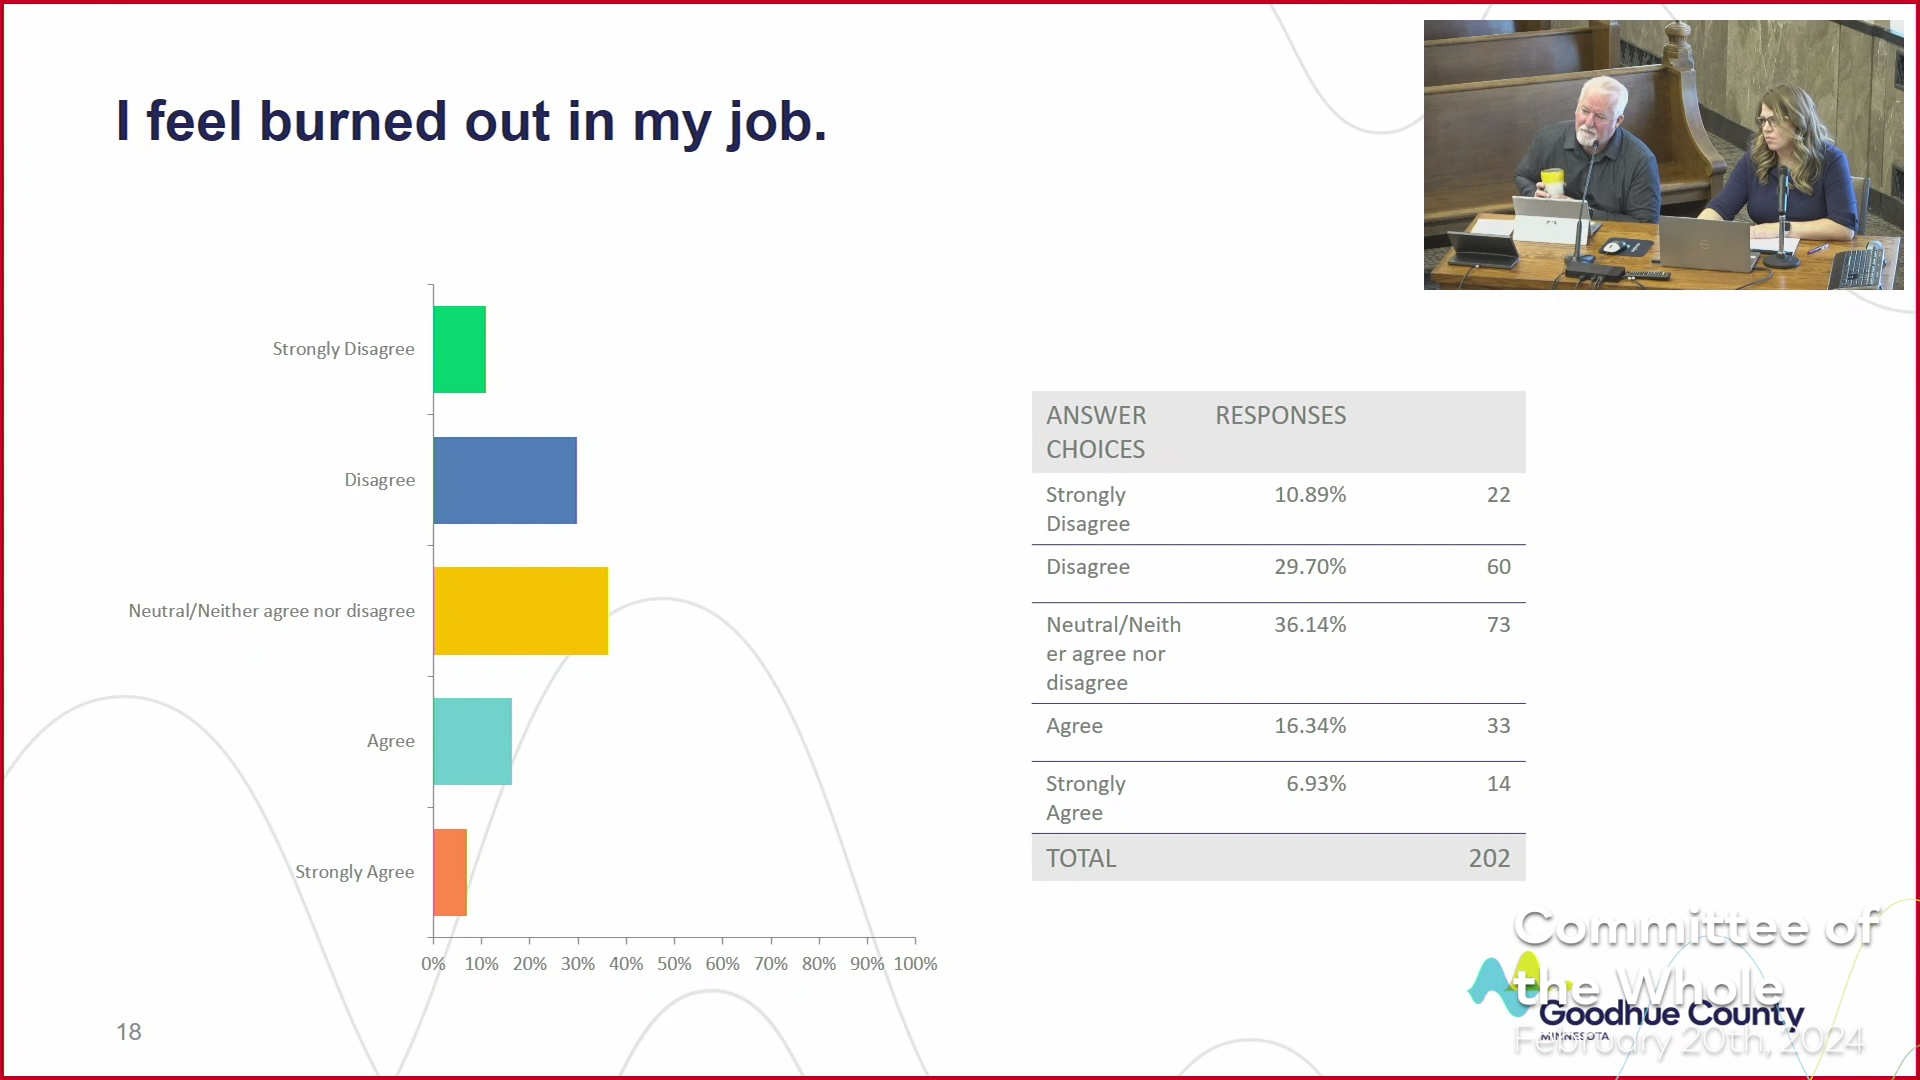 I feel burned out in my job.
Strongly Disagree
Disagree
Neutral/Neither agree nor disagree
Agree
Strongly Agree
0% 10% 20% 30% 40% 50% 60% 70% 80% 90% 100%
ANSWER RESPONSES
CHOICES
Strongly 10.89% 22
Disagree
Disagree 29.70% 60
Neutral/Neith 36.14% 73
er agree nor
disagree
Agree 16.34% 33
Strongly 6.93% 14
Agree
TOTAL 202
Committee of
the Whole
Goodhue County
MINNESOTA
February 20th, 2024
18